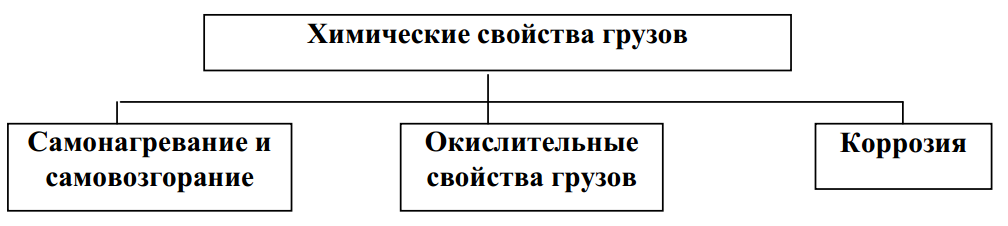 Химические свойства грузов
Самонагревание и
самовозгорание
Окислительные
свойства грузов
Коррозия